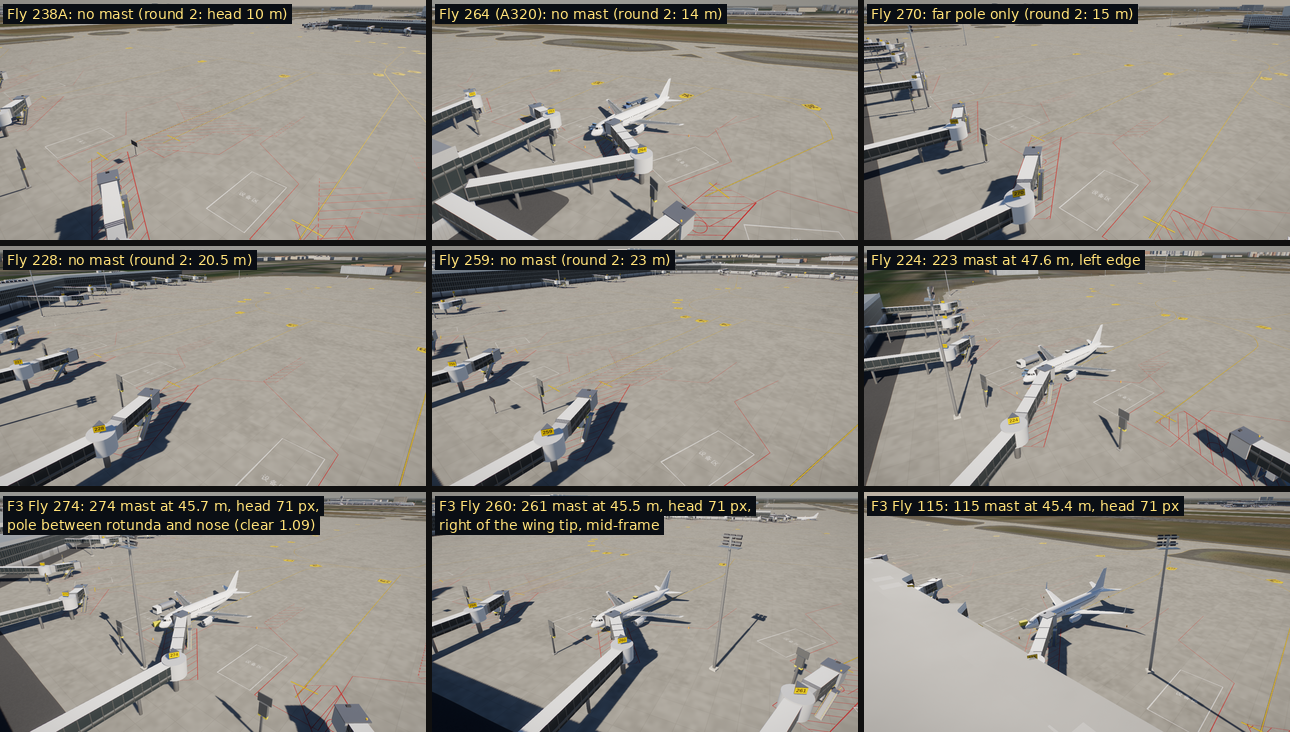 Fly 238A: no mast (round 2: head 10 m)
Fly 264 (A320): no mast (round 2: 14 m)
Fly 270: far pole only (round 2: 15 m)
Fly 228: no mast (round 2: 20.5 m)
Fly 259: no mast (round 2: 23 m)
Fly 224: 223 mast at 47.6 m, left edge
F3 Fly 274: 274 mast at 45.7 m, head 71 px,
pole between rotunda and nose (clear 1.09)
F3 Fly 260: 261 mast at 45.5 m, head 71 px,
right of the wing tip, mid-frame
F3 Fly 115: 115 mast at 45.4 m, head 71 px